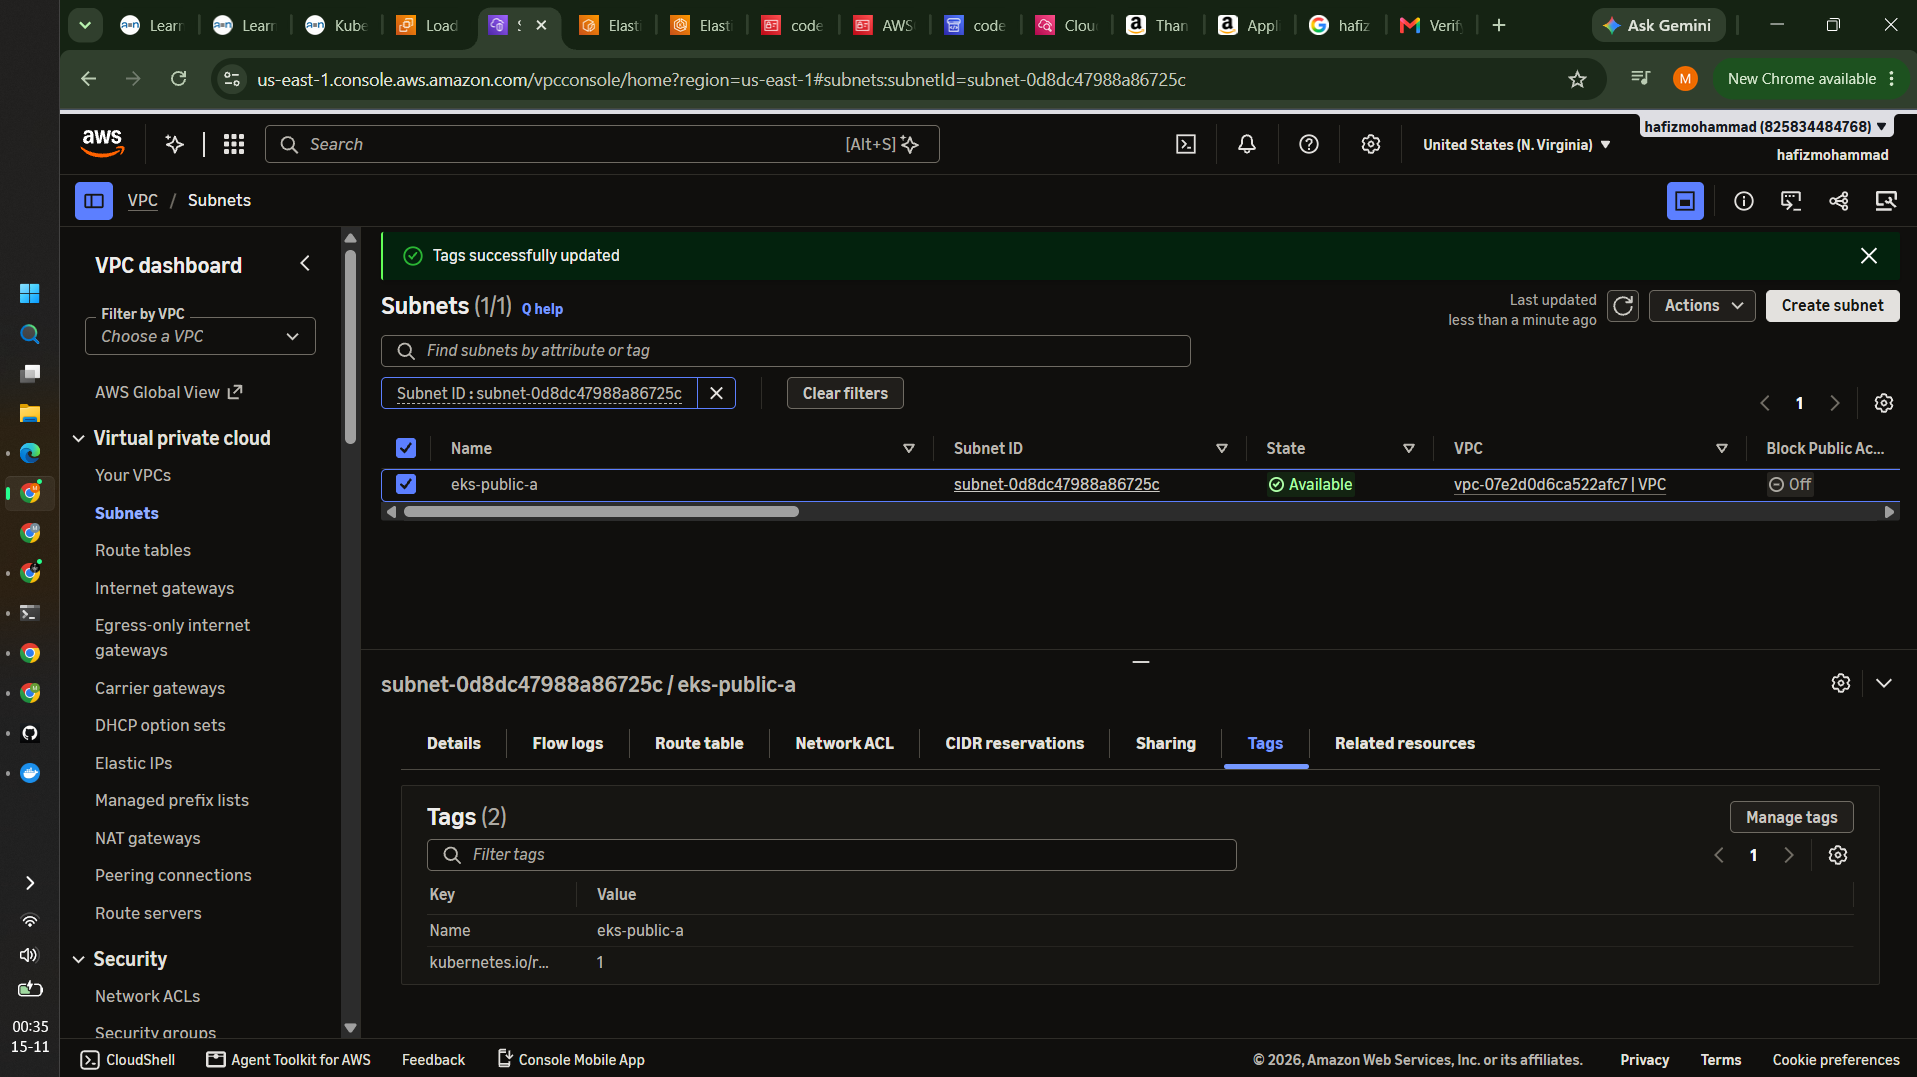 Learn
Learn
Kube
Load
S
Elasti
Elasti
code
AWS
code
Clou
Than
Appli
hafiz
Verify
Ask Gemini
us-east-1.console.aws.amazon.com/vpcconsole/home?region=us-east-1#subnets:subnetId=subnet-0d8dc47988a86725c
M
New Chrome available
aws
Search
[Alt+S]
United States (N. Virginia)
hafizmohammad (825834484768)
hafizmohammad
VPC / Subnets
VPC dashboard
Filter by VPC
Choose a VPC
AWS Global View
Virtual private cloud
Your VPCs
Subnets
Route tables
Internet gateways
Egress-only internet
gateways
Carrier gateways
DHCP option sets
Elastic IPs
Managed prefix lists
NAT gateways
Peering connections
Route servers
Security
Network ACLs
Security groups
Tags successfully updated
Subnets (1/1) Q help
Last updated
less than a minute ago
Actions
Create subnet
Find subnets by attribute or tag
Subnet ID : subnet-0d8dc47988a86725c
Clear filters
1
Name Subnet ID State VPC Block Public Ac...
eks-public-a subnet-0d8dc47988a86725c Available vpc-07e2d0d6ca522afc7 | VPC Off
subnet-0d8dc47988a86725c / eks-public-a
Details Flow logs Route table Network ACL CIDR reservations Sharing Tags Related resources
Tags (2)
Manage tags
Filter tags
1
Key Value
Name eks-public-a
kubernetes.io/r... 1
00:35
15-11
CloudShell Agent Toolkit for AWS Feedback Console Mobile App
© 2026, Amazon Web Services, Inc. or its affiliates. Privacy Terms Cookie preferences